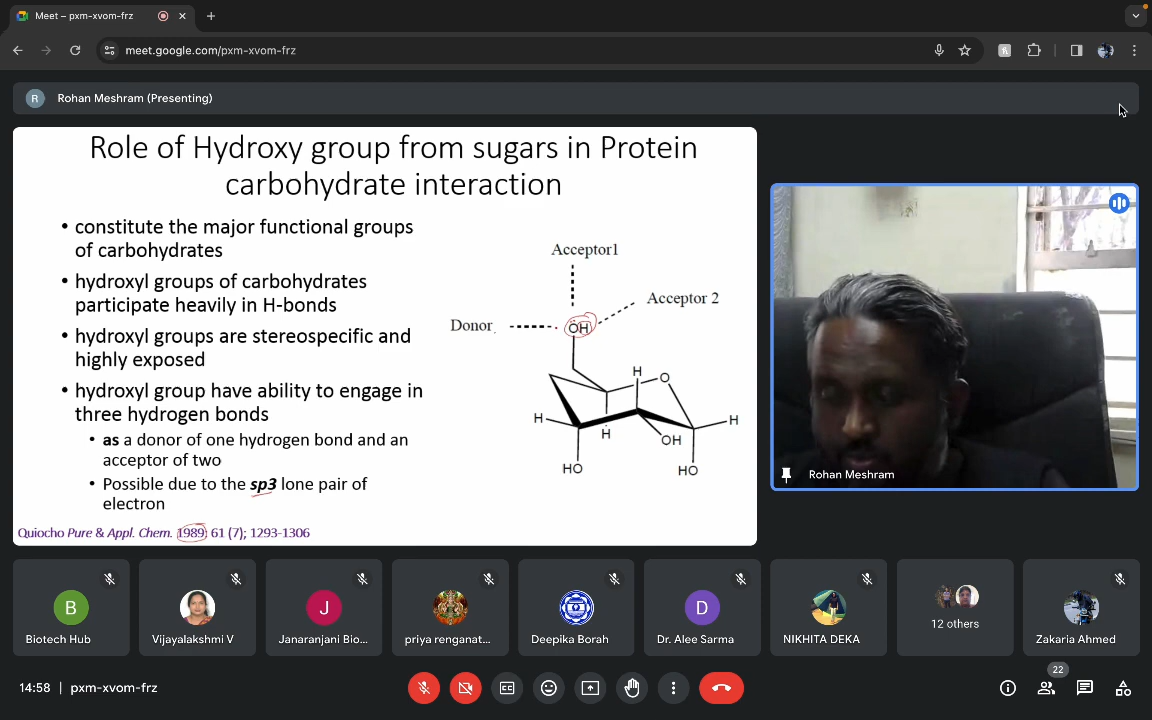 Meet – pxm-xvom-frz
meet.google.com/pxm-xvom-frz
R
Rohan Meshram (Presenting)
Role of Hydroxy group from sugars in Protein
carbohydrate interaction
• constitute the major functional groups
of carbohydrates
• hydroxyl groups of carbohydrates
participate heavily in H-bonds
• hydroxyl groups are stereospecific and
highly exposed
• hydroxyl group have ability to engage in
three hydrogen bonds
• as a donor of one hydrogen bond and an
acceptor of two
• Possible due to the sp3 lone pair of
electron
Quiocho Pure & Appl. Chem. 1989; 61 (7); 1293-1306
Acceptor1
Acceptor 2
Donor
OH
H
O
H
H
H
OH
HO
HO
Rohan Meshram
B
Biotech Hub
Vijayalakshmi V
J
Janaranjani Bio...
priya renganat...
Deepika Borah
D
Dr. Alee Sarma
NIKHITA DEKA
12 others
Zakaria Ahmed
14:58 | pxm-xvom-frz
22